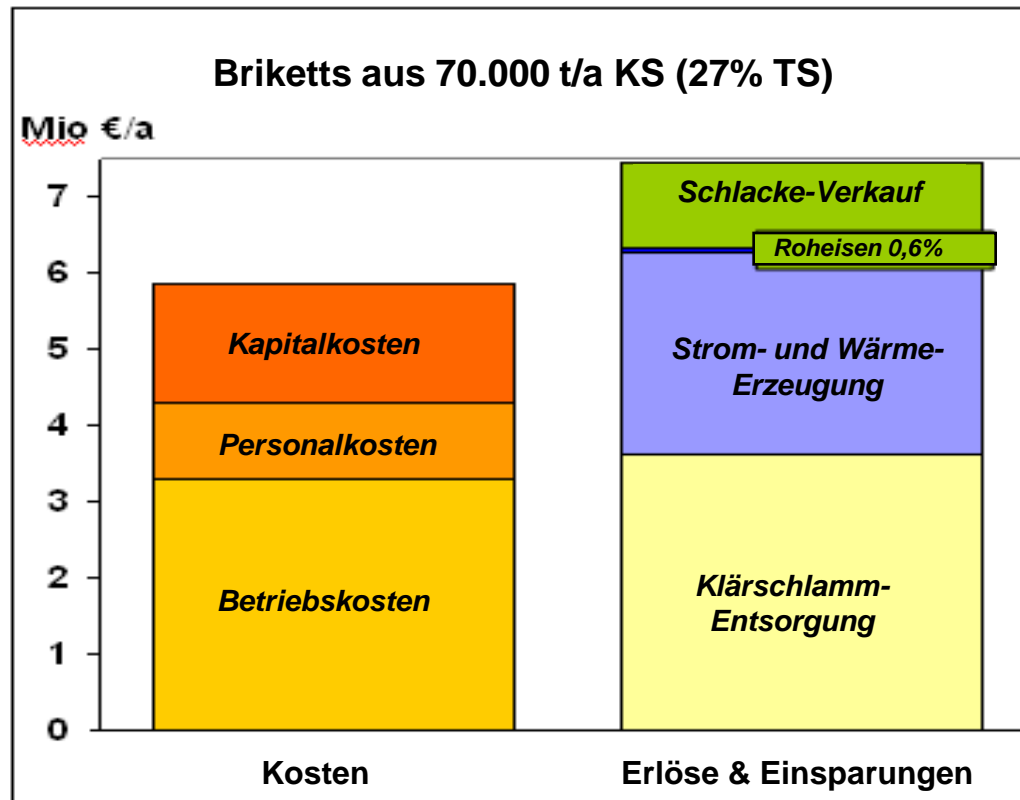 Briketts aus 70.000 t/a KS (27% TS)
Mio €/a
7
6
5
4
3
2
1
0
Kapitalkosten
Personalkosten
Betriebskosten
Schlacke-Verkauf
Roheisen 0,6%
Strom- und Wärme-
Erzeugung
Klärschlamm-
Entsorgung
Kosten
Erlöse & Einsparungen